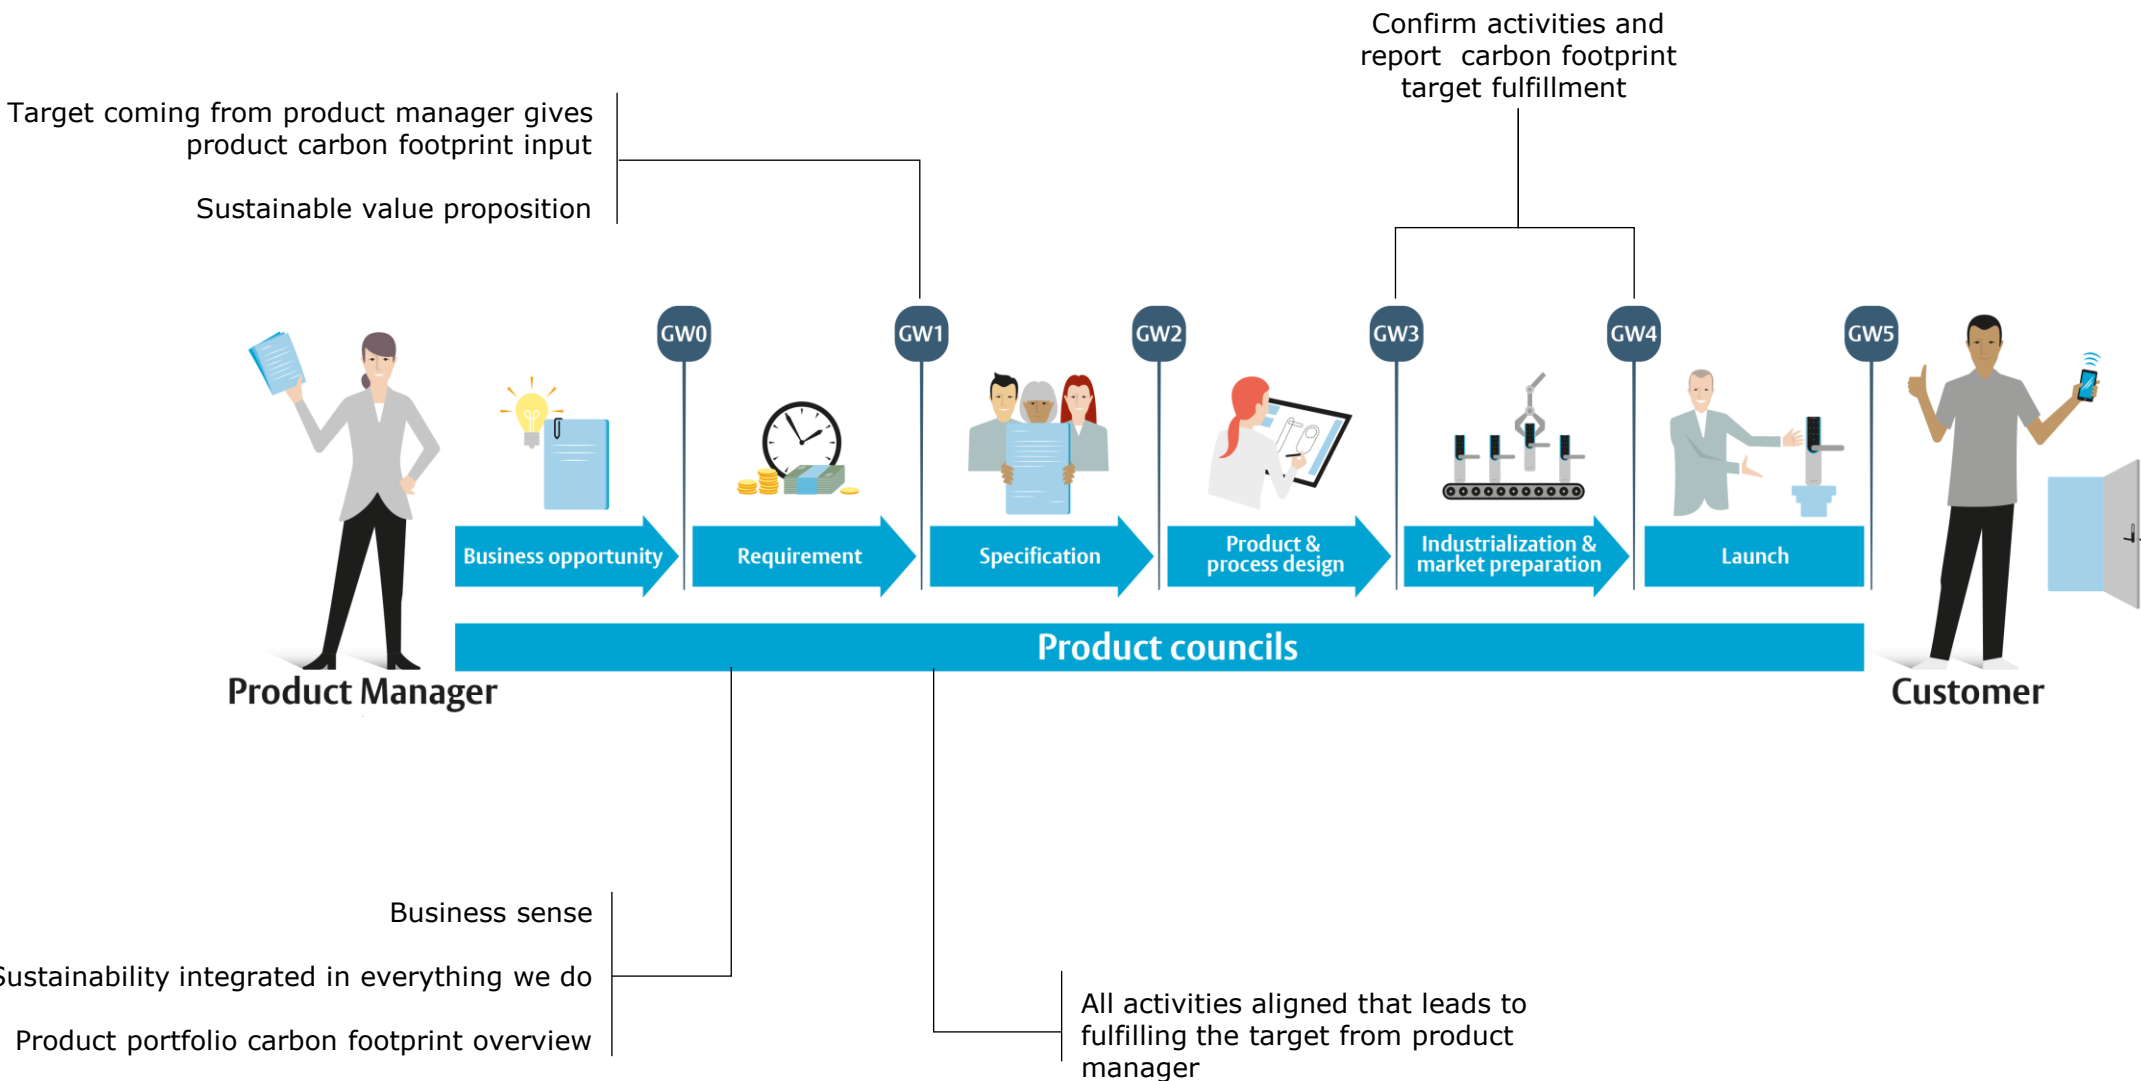 Confirm activities and
report carbon footprint
target fulfillment
Target coming from product manager gives
product carbon footprint input
Sustainable value proposition
GW0
GW1
GW2
GW3
GW4
GW5
Business opportunity
Requirement
Specification
Product &
process design
Industrialization &
market preparation
Launch
Product councils
Product Manager
Customer
Business sense
Sustainability integrated in everything we do
Product portfolio carbon footprint overview
All activities aligned that leads to
fulfilling the target from product
manager